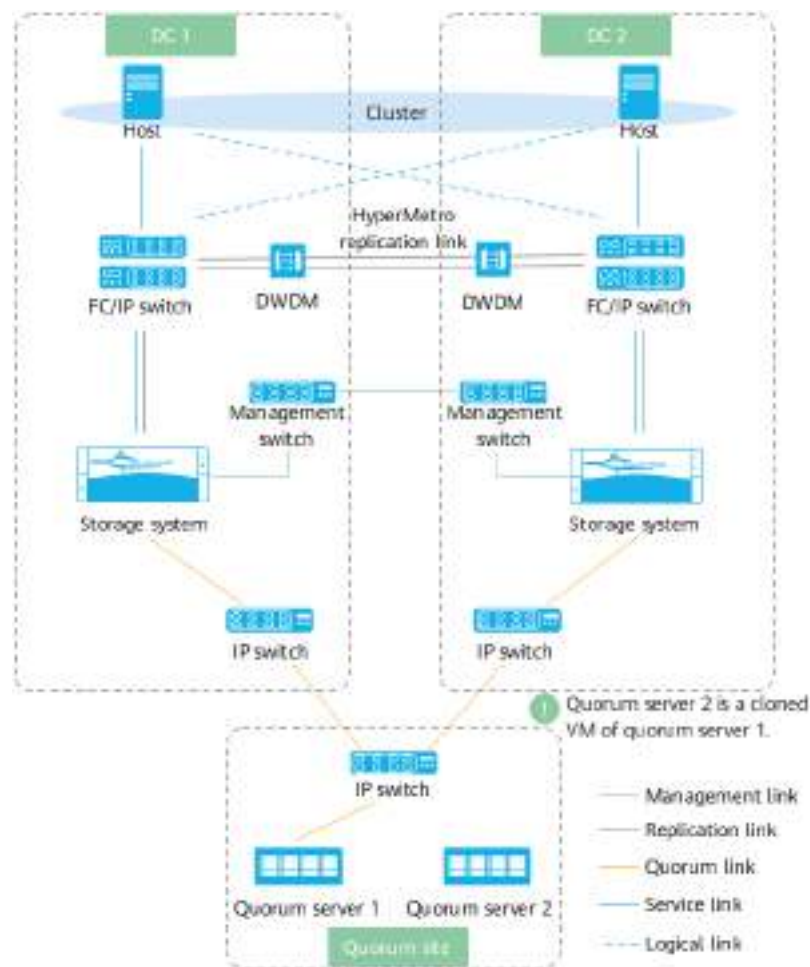 DC 1
DC 2
Host
Cluster
Host
HyperMetro
replication link
FC/IP switch
DWDM
DWDM
FC/IP switch
Management
switch
Management
switch
Storage system
Storage system
IP switch
IP switch
! Quorum server 2 is a cloned
VM of quorum server 1.
IP switch
Quorum server 1
Quorum server 2
Quorum site
Management link
Replication link
Quorum link
Service link
Logical link